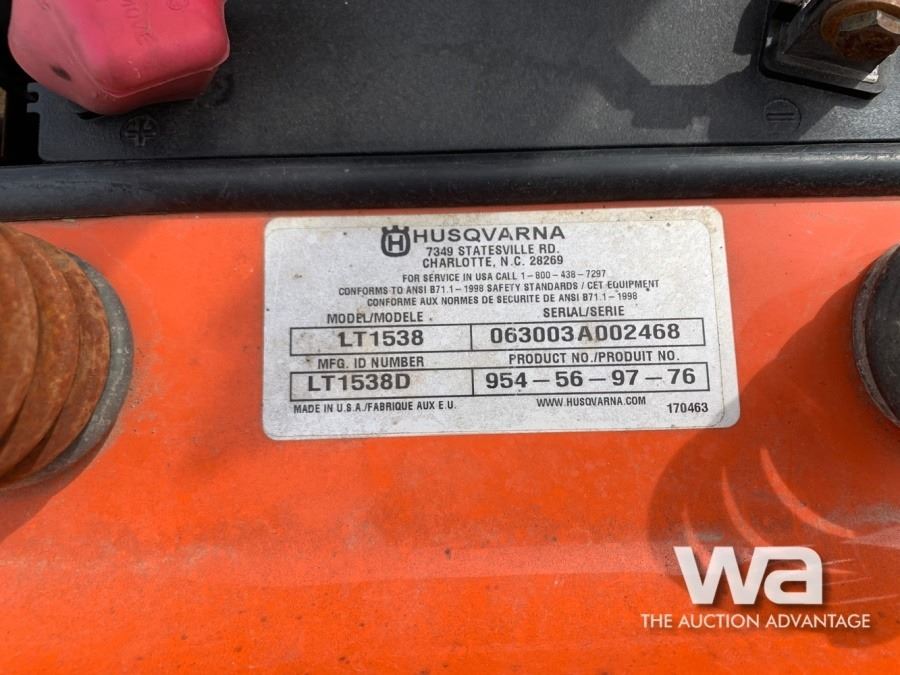 HUSQVARNA
7349 STATESVILLE RD.
CHARLOTTE, N.C. 28269
FOR SERVICE IN USA CALL 1-800-438-7297
CONFORMS TO ANSI B71.1-1998 SAFETY STANDARDS / CET EQUIPMENT
CONFORME AUX NORMES DE SECURITE DE ANSI B71.1-1998
MODEL/MODELE SERIAL/SERIE
LT1538 063003A002468
MFG. ID NUMBER PRODUCT NO./PRODUIT NO.
LT1538D 954-56-97-76
MADE IN U.S.A./FABRIQUE AUX E.U. WWW.HUSQVARNA.COM 170463
wa
THE AUCTION ADVANTAGE